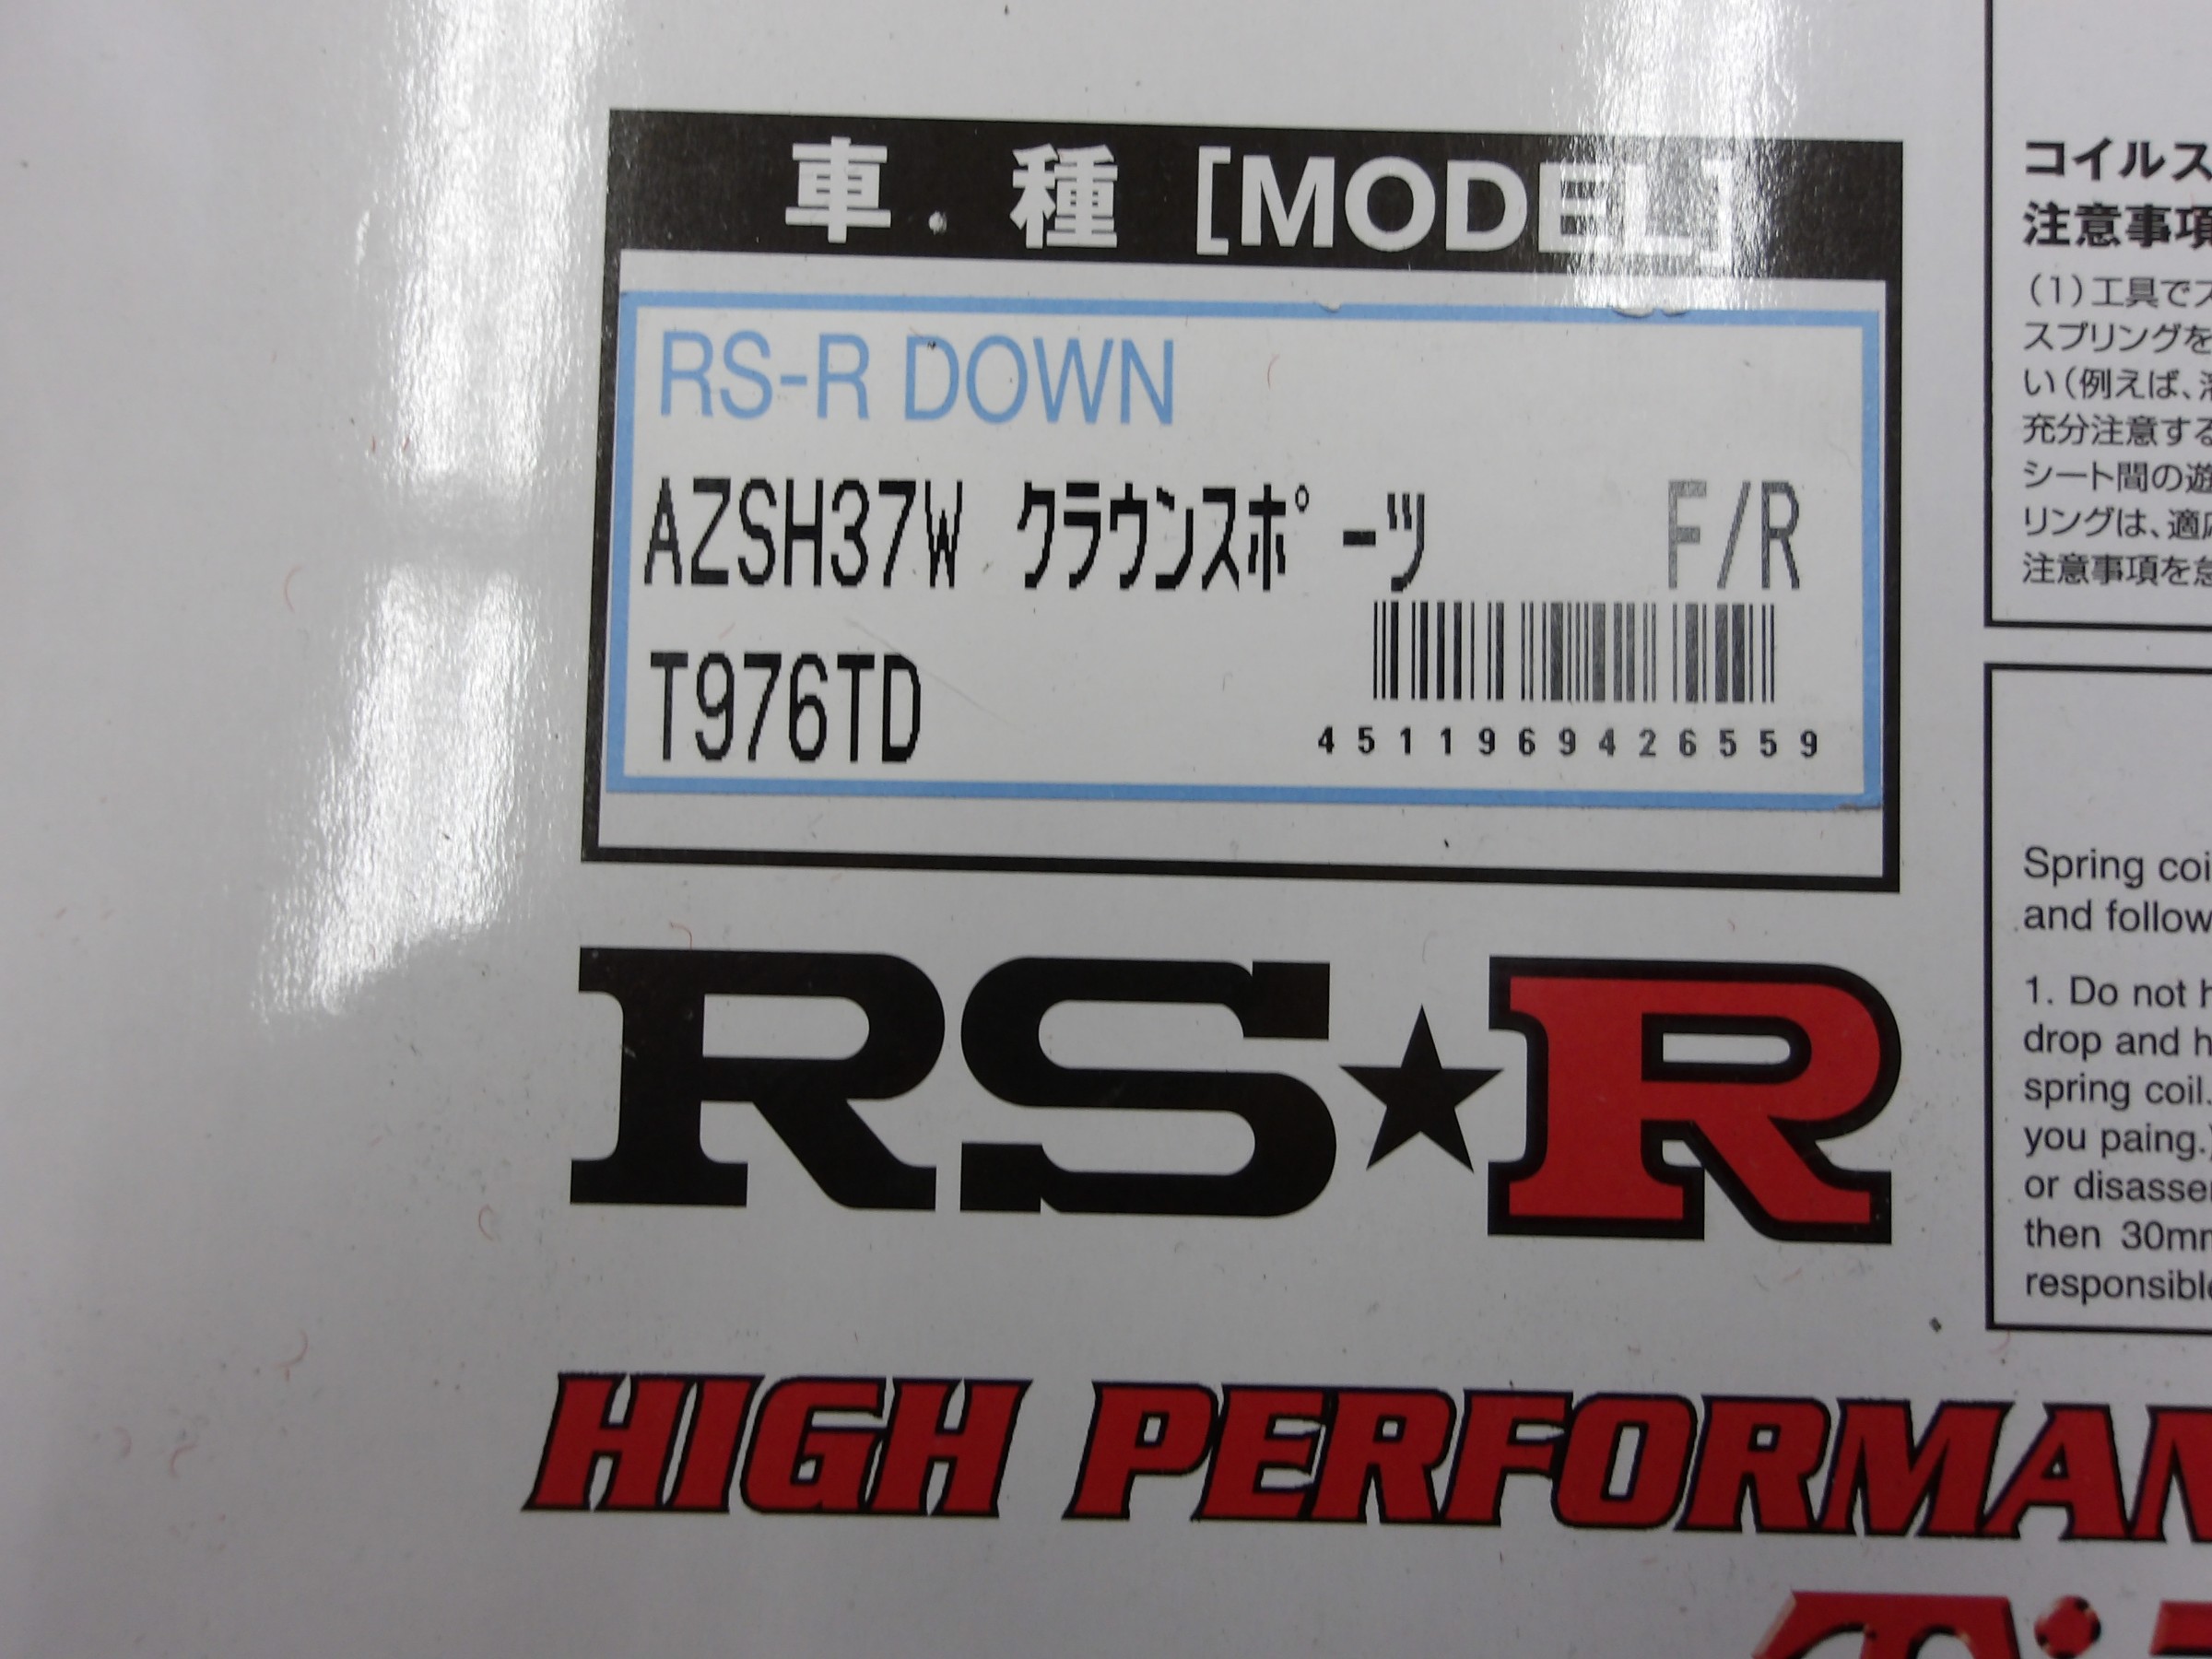 車種 [MODEL]
RS-R DOWN
AZSH37W クラウンスポーツ F/R
T976TD
4511969426559
RS★R
HIGH PERFORMAN
コイルス
注意事項
(1)工具でス
スプリングを
い(例えば、
充分注意する
シート間の遊
リングは、適応
注意事項を怠
Spring coi
and follow
1. Do not h
drop and h
spring coil.
you paing.)
or disasse
then 30mm
responsible
Ti